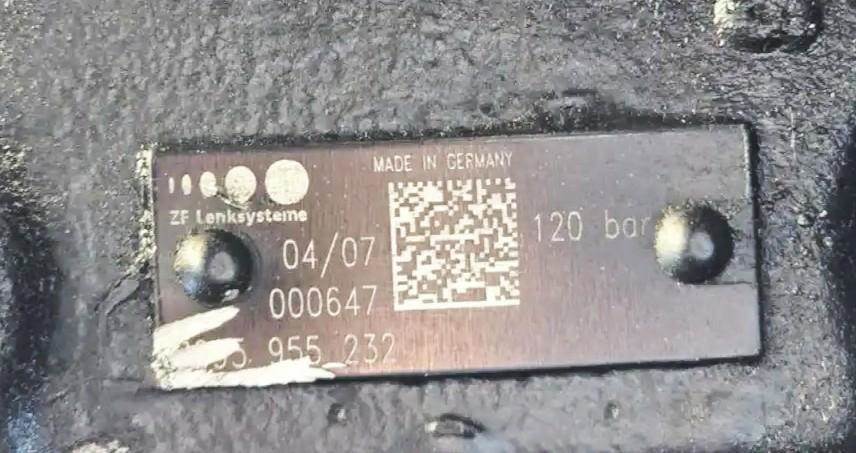 MADE IN GERMANY
ZF Lenksysteme
120 bar
04/07
000647
955 232